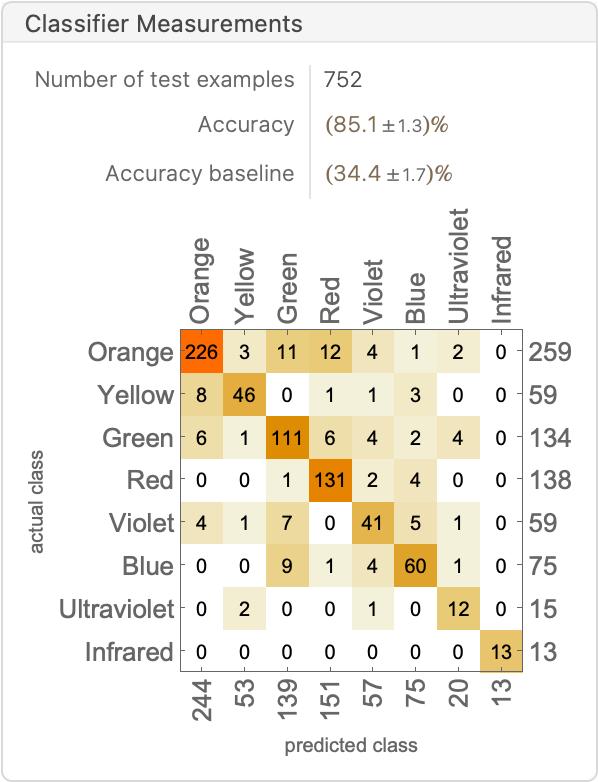 Classifier Measurements
Number of test examples 752
Accuracy (85.1 ±1.3)%
Accuracy baseline (34.4 ±1.7)%
Orange Yellow Green Red Violet Blue Ultraviolet Infrared
Orange 226 3 11 12 4 1 2 0 259
Yellow 8 46 0 1 1 3 0 0 59
Green 6 1 111 6 4 2 4 0 134
Red 0 0 1 131 2 4 0 0 138
Violet 4 1 7 0 41 5 1 0 59
Blue 0 0 9 1 4 60 1 0 75
Ultraviolet 0 2 0 0 1 0 12 0 15
Infrared 0 0 0 0 0 0 0 13 13
actual class
244 53 139 151 57 75 20 13
predicted class